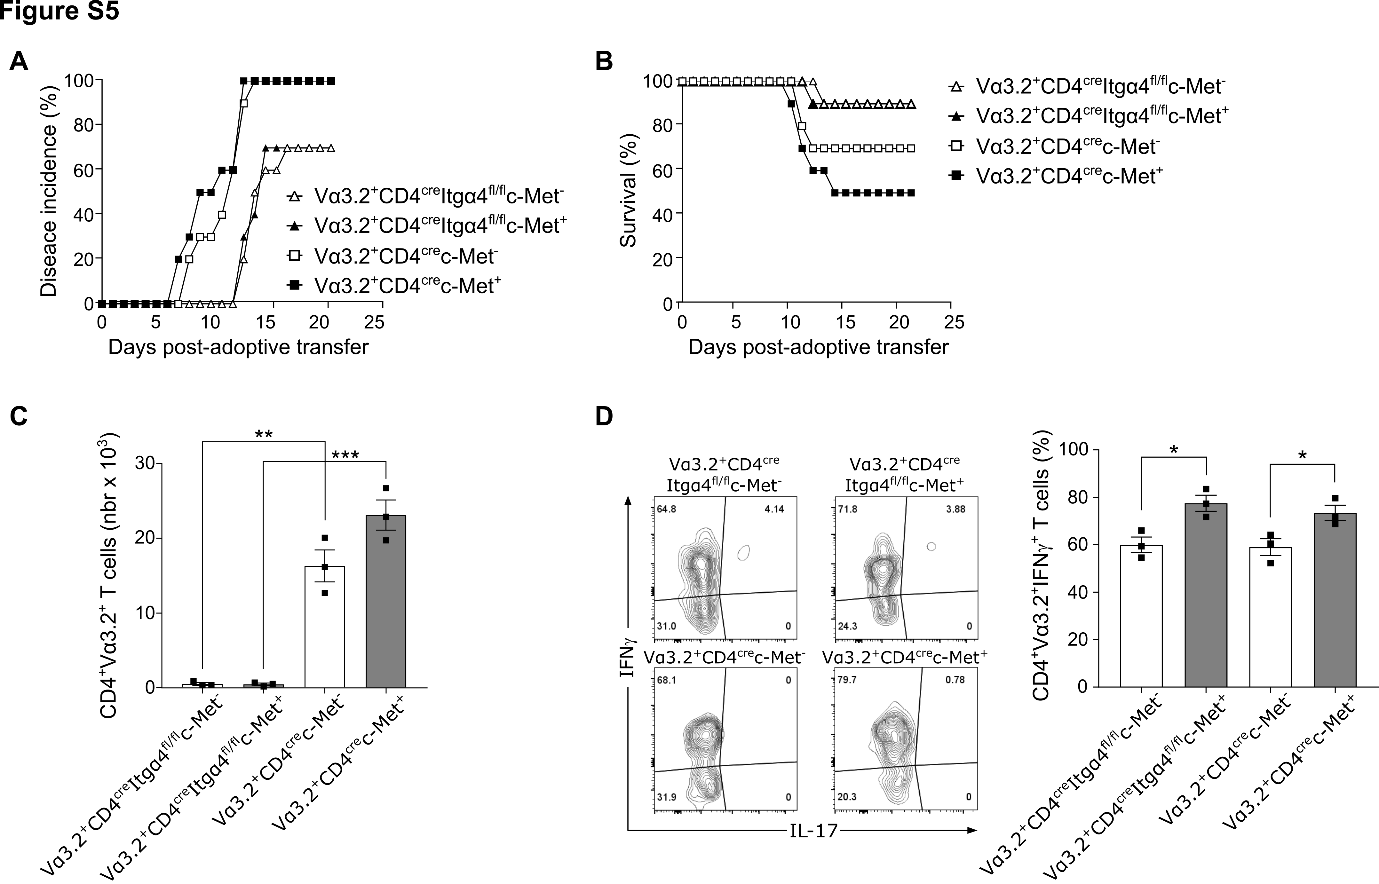 Figure S5
A
Diseace incidence (%)
100
80
60
40
20
0
0 5 10 15 20 25
Days post-adoptive transfer
Vα3.2⁺CD4ᶜʳᵉItgα4ᶠˡ/ᶠˡc-Met⁻
Vα3.2⁺CD4ᶜʳᵉItgα4ᶠˡ/ᶠˡc-Met⁺
Vα3.2⁺CD4ᶜʳᵉc-Met⁻
Vα3.2⁺CD4ᶜʳᵉc-Met⁺
B
Survival (%)
100
80
60
40
20
0
0 5 10 15 20 25
Days post-adoptive transfer
Vα3.2⁺CD4ᶜʳᵉItgα4ᶠˡ/ᶠˡc-Met⁻
Vα3.2⁺CD4ᶜʳᵉItgα4ᶠˡ/ᶠˡc-Met⁺
Vα3.2⁺CD4ᶜʳᵉc-Met⁻
Vα3.2⁺CD4ᶜʳᵉc-Met⁺
C
CD4⁺Vα3.2⁺ T cells (nbr x 10³)
**
***
30
20
10
0
Vα3.2⁺CD4ᶜʳᵉItgα4ᶠˡ/ᶠˡc-Met⁻
Vα3.2⁺CD4ᶜʳᵉItgα4ᶠˡ/ᶠˡc-Met⁺
Vα3.2⁺CD4ᶜʳᵉc-Met⁻
Vα3.2⁺CD4ᶜʳᵉc-Met⁺
D
IFNγ
Vα3.2⁺CD4ᶜʳᵉ
Itgα4ᶠˡ/ᶠˡc-Met⁻
64.8 4.14
31.0 0
Vα3.2⁺CD4ᶜʳᵉ
Itgα4ᶠˡ/ᶠˡc-Met⁺
71.8 3.88
24.3 0
Vα3.2⁺CD4ᶜʳᵉc-Met⁻
68.1 0
31.9 0
Vα3.2⁺CD4ᶜʳᵉc-Met⁺
79.7 0.78
20.3 0
IL-17
CD4⁺Vα3.2⁺IFNγ⁺ T cells (%)
100
80
60
40
20
0
*
*
Vα3.2⁺CD4ᶜʳᵉItgα4ᶠˡ/ᶠˡc-Met⁻
Vα3.2⁺CD4ᶜʳᵉItgα4ᶠˡ/ᶠˡc-Met⁺
Vα3.2⁺CD4ᶜʳᵉc-Met⁻
Vα3.2⁺CD4ᶜʳᵉc-Met⁺